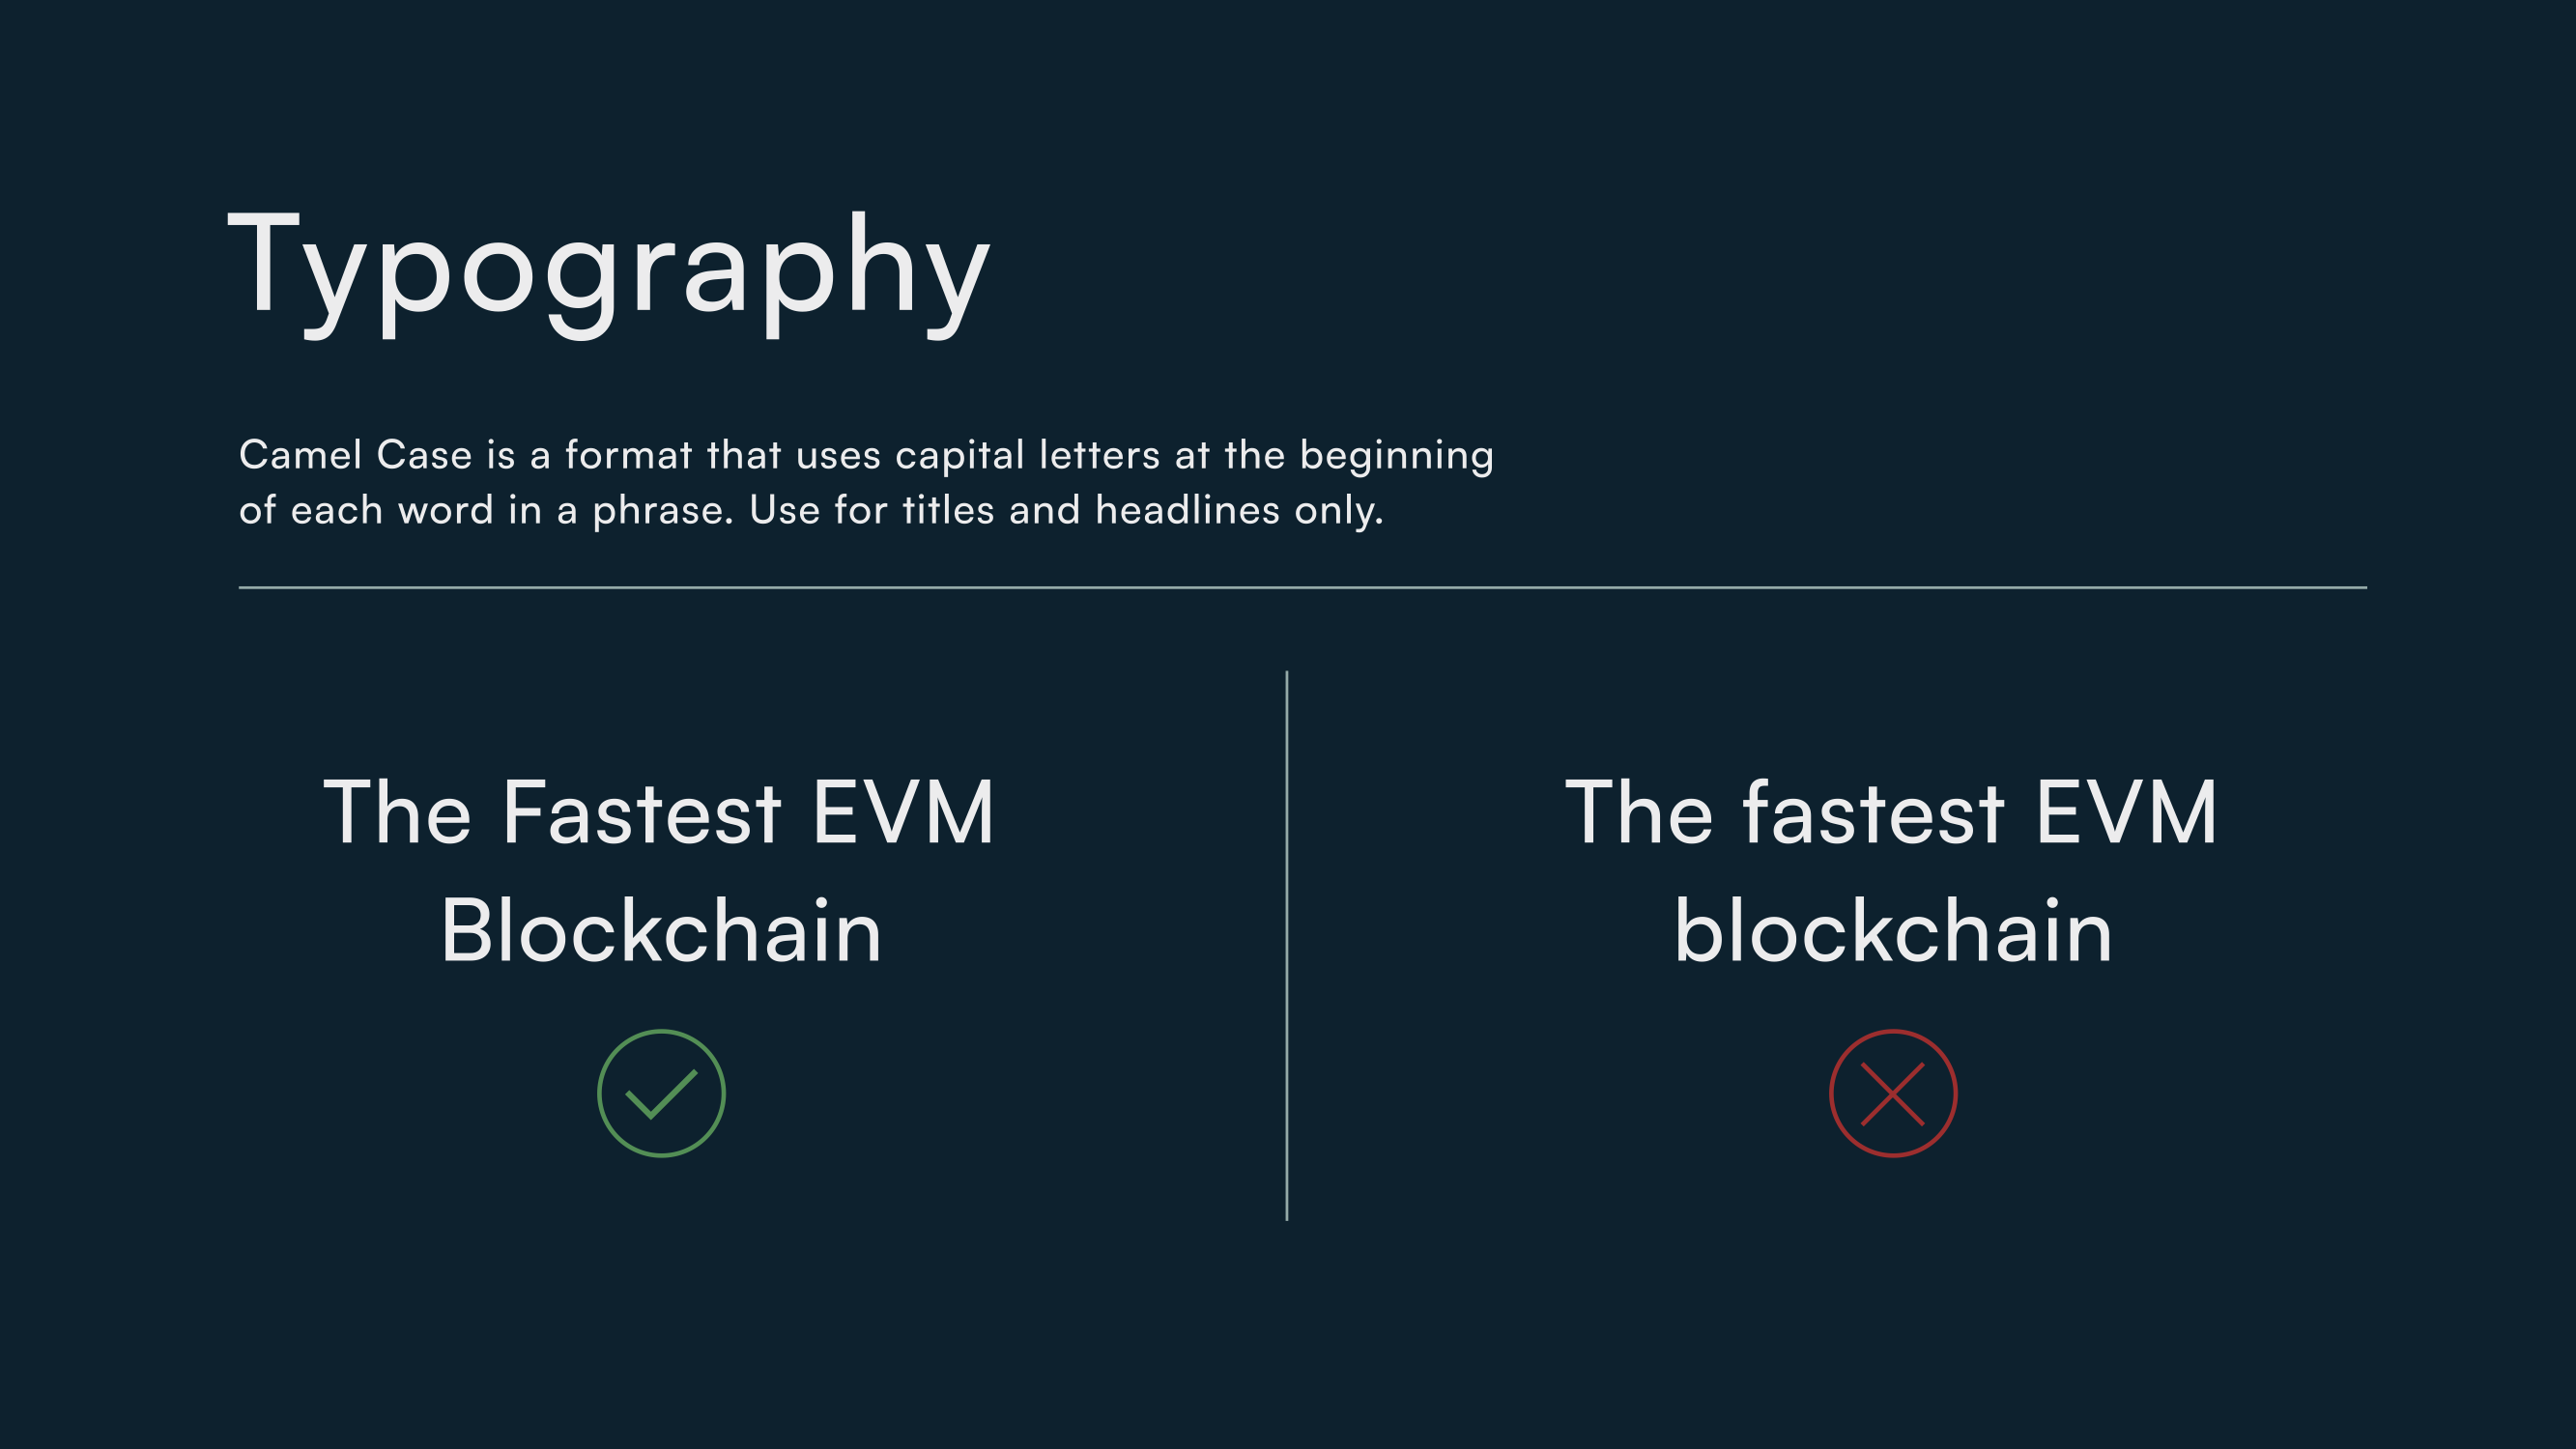 Typography
Camel Case is a format that uses capital letters at the beginning
of each word in a phrase. Use for titles and headlines only.
The Fastest EVM
Blockchain
The fastest EVM
blockchain